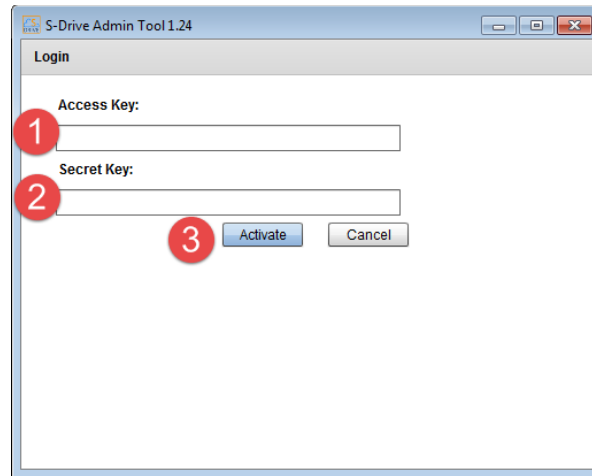 S-Drive Admin Tool 1.24
Login
Access Key:
1
Secret Key:
2
3 Activate Cancel